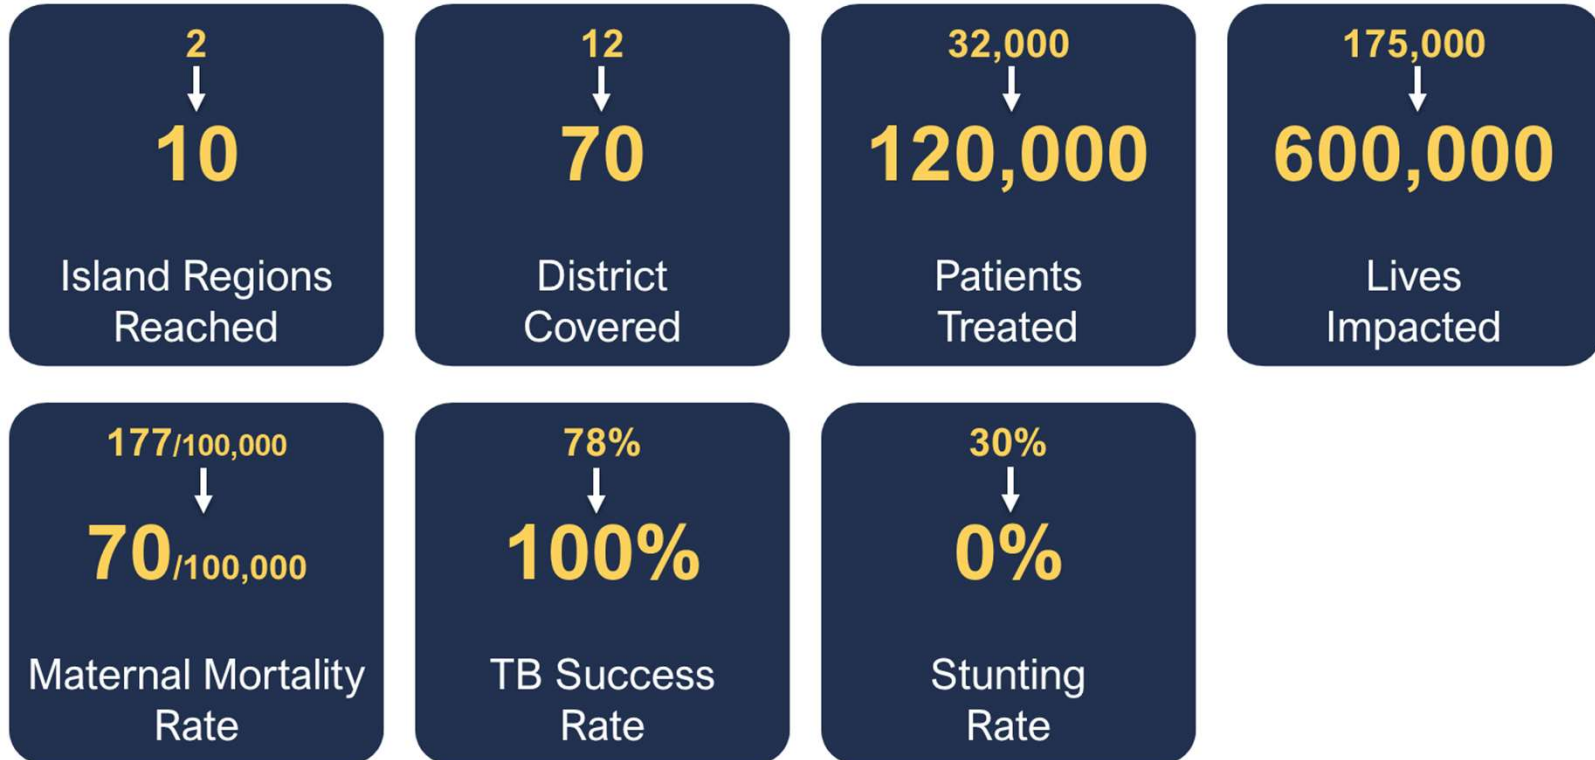 2
10
Island Regions
Reached
12
70
District
Covered
32,000
120,000
Patients
Treated
175,000
600,000
Lives
Impacted
177/100,000
70/100,000
Maternal Mortality
Rate
78%
100%
TB Success
Rate
30%
0%
Stunting
Rate